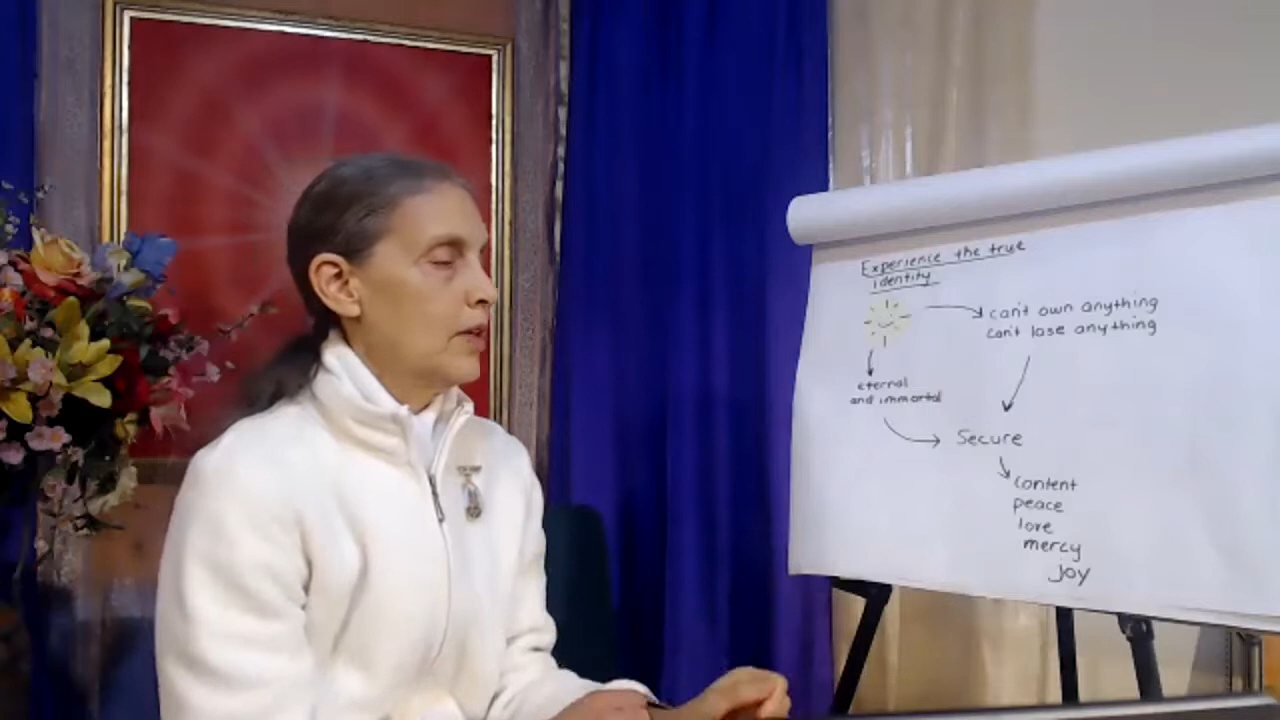 Experience the true
identity
can't own anything
can't lose anything
eternal
and immortal
Secure
content
peace
love
mercy
Joy